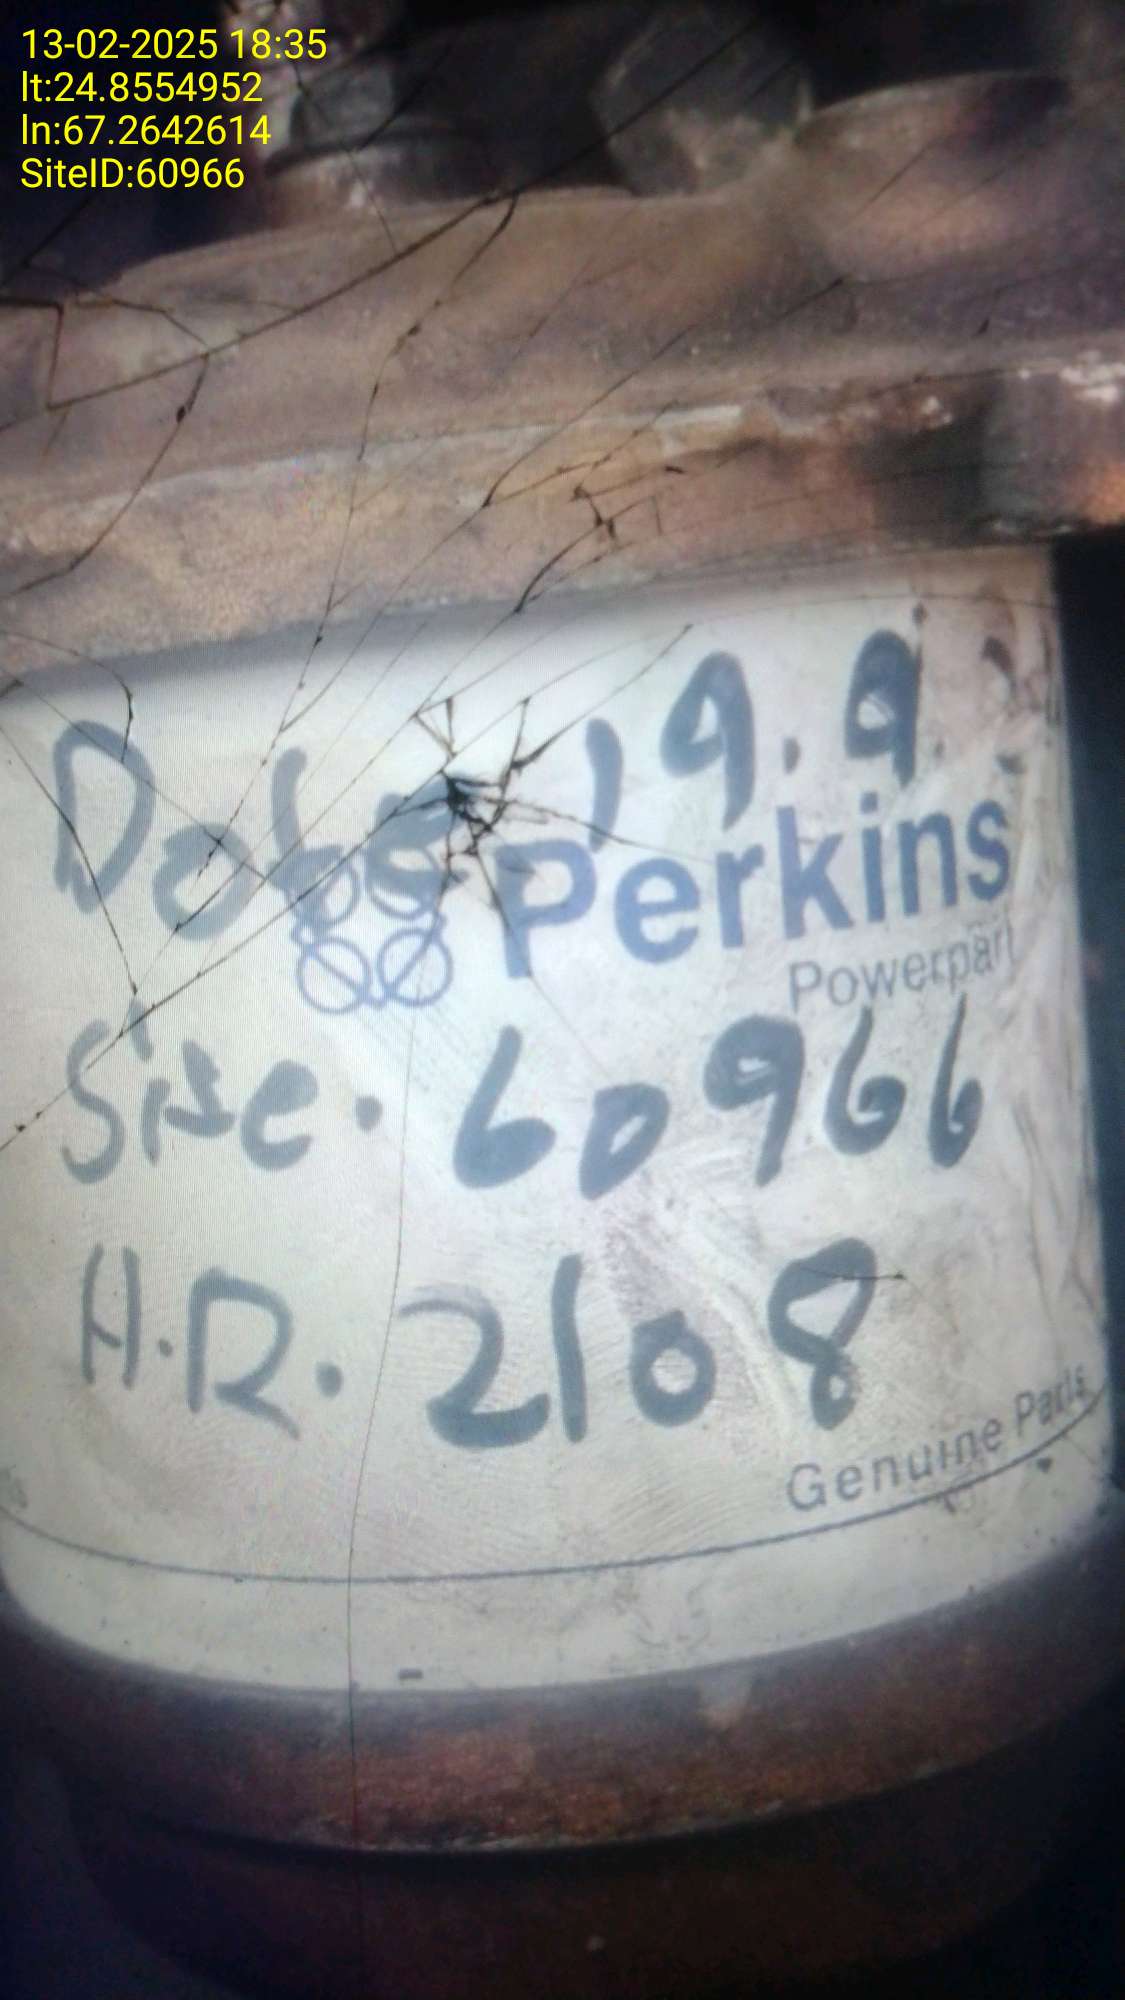 13-02-2025 18:35
lt:24.8554952
ln:67.2642614
SiteID:60966
Date 19.9.
Perkins
Powerpart
Site. 60966
H.R. 2108
Genuine Parts